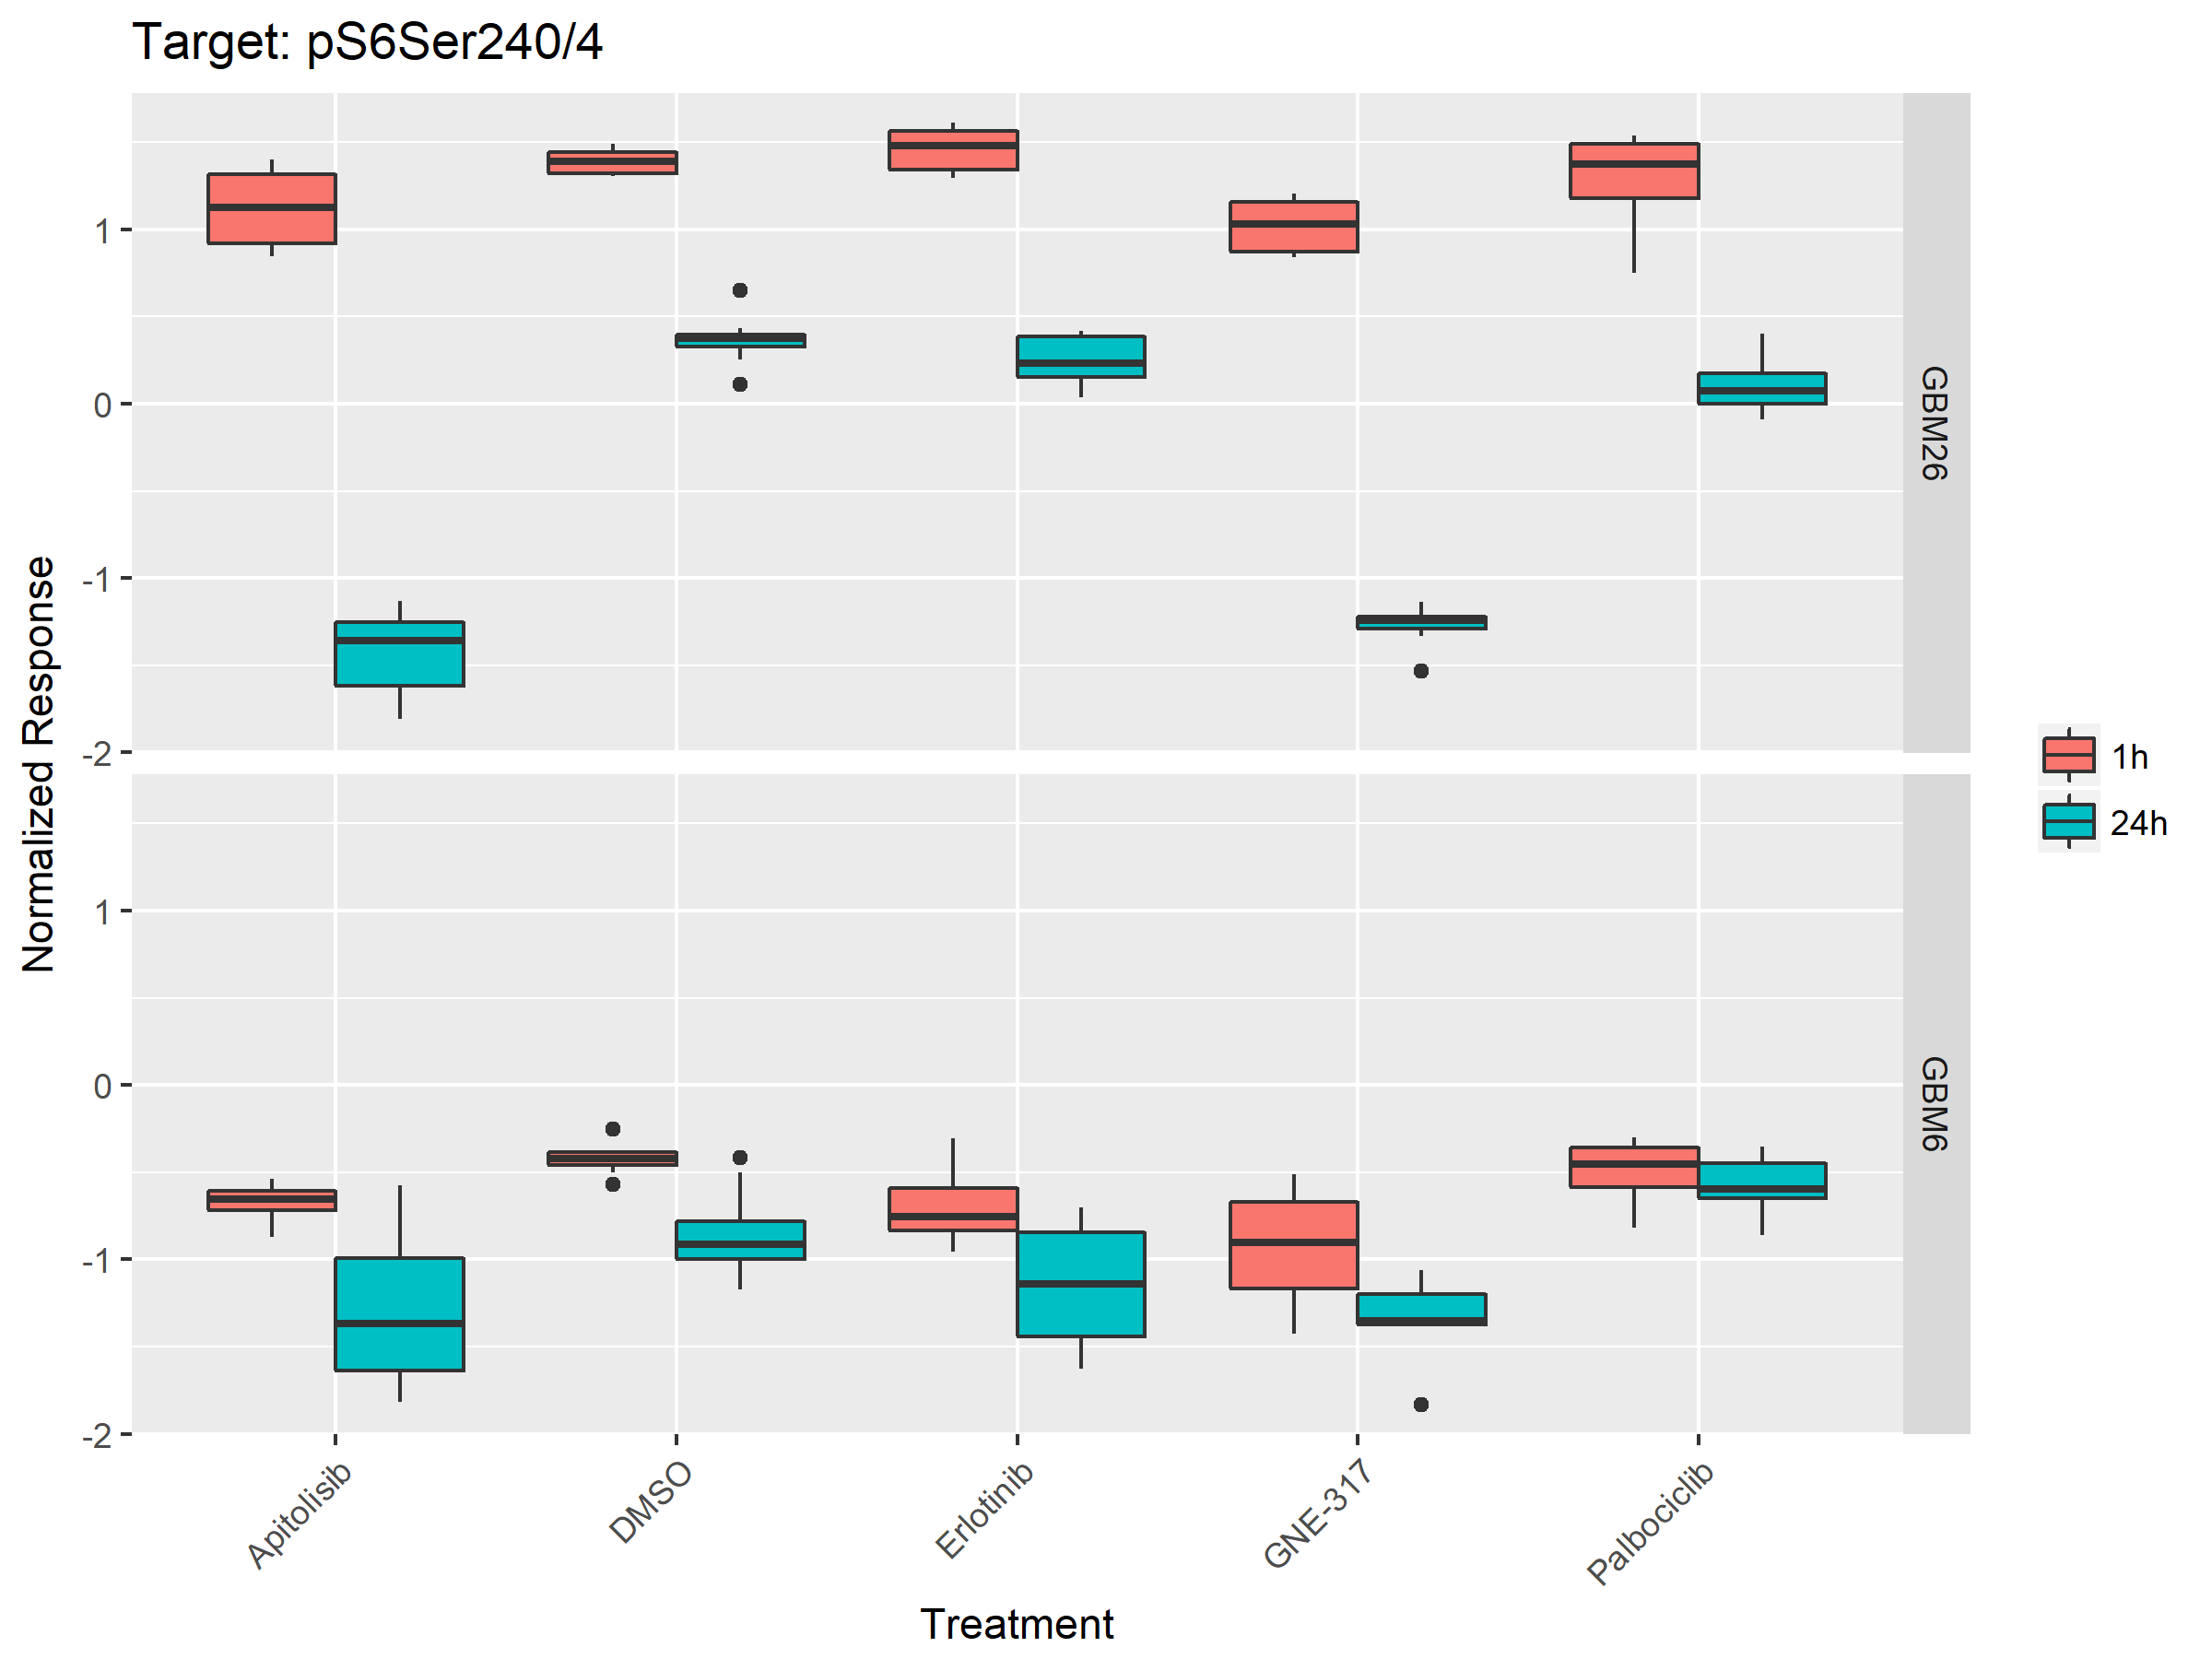 Target: pS6Ser240/4
Normalized Response
1
0
-1
-2
GBM26
1
0
-1
-2
GBM6
1h
24h
Apitolisib
DMSO
Erlotinib
GNE-317
Palbociclib
Treatment